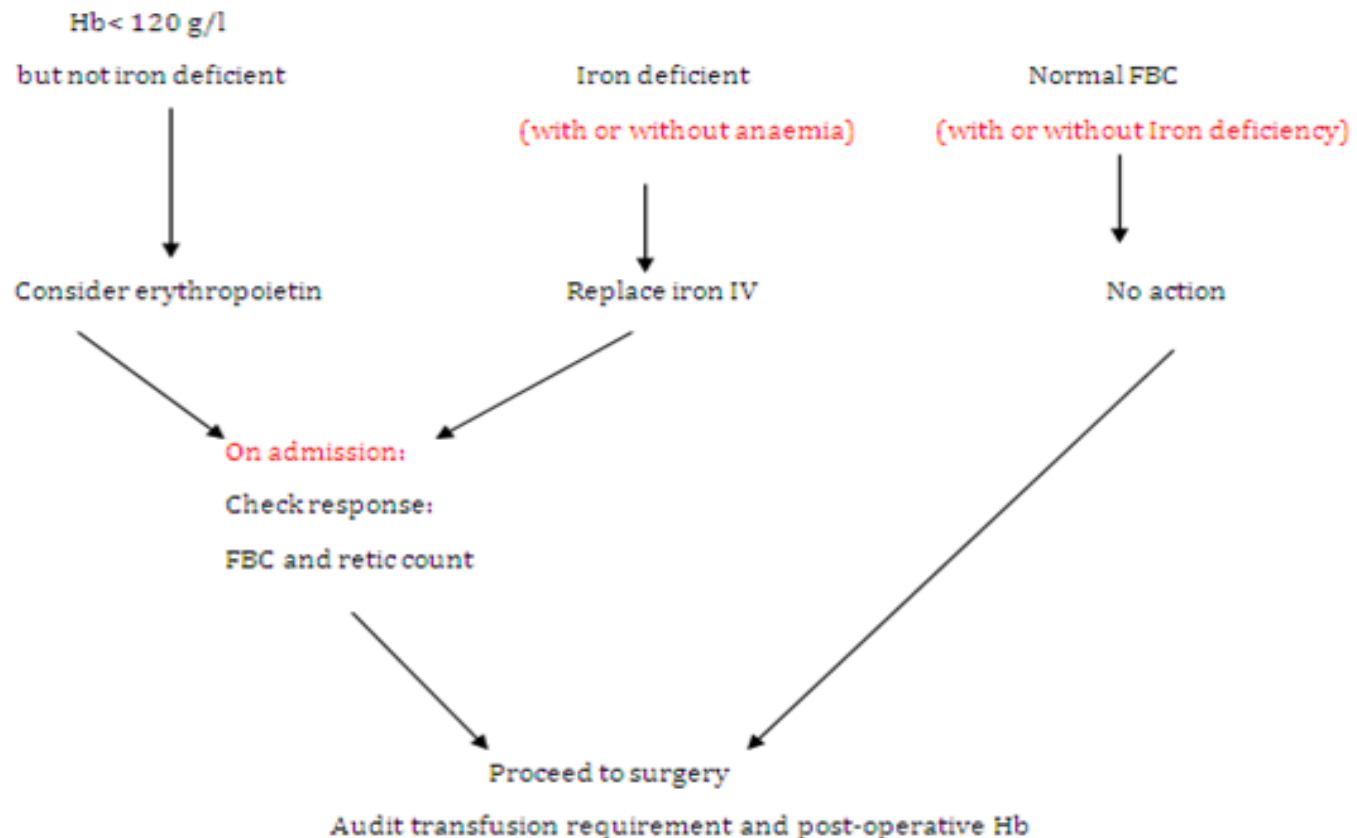 Hb< 120 g/l
but not iron deficient
Iron deficient
(with or without anaemia)
Normal FBC
(with or without Iron deficiency)
Consider erythropoietin
Replace iron IV
No action
On admission:
Check response:
FBC and retic count
Proceed to surgery
Audit transfusion requirement and post-operative Hb